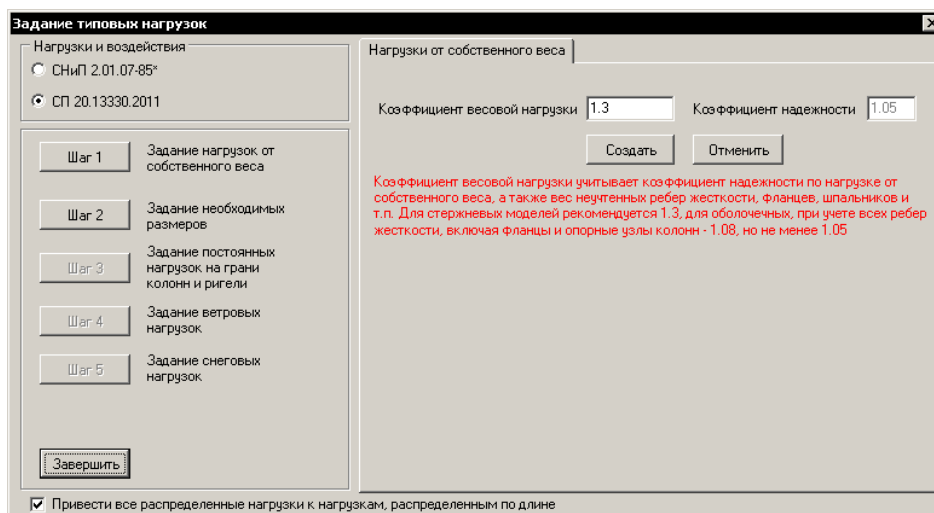 Задание типовых нагрузок
Нагрузки и воздействия
СНиП 2.01.07-85*
СП 20.13330.2011
Шаг 1
Задание нагрузок от
собственного веса
Шаг 2
Задание необходимых
размеров
Шаг 3
Задание постоянных
нагрузок на грани
колонн и ригели
Шаг 4
Задание ветровых
нагрузок
Шаг 5
Задание снеговых
нагрузок
Завершить
Нагрузки от собственного веса
Коэффициент весовой нагрузки 1.3 Коэффициент надежности 1.05
Создать Отменить
Коэффициент весовой нагрузки учитывает коэффициент надежности по нагрузке от
собственного веса, а также вес неучтенных ребер жесткости, фланцев, шпальников и
т.п. Для стержневых моделей рекомендуется 1.3, для оболочечных, при учете всех ребер
жесткости, включая фланцы и опорные узлы колонн - 1.08, но не менее 1.05
Привести все распределенные нагрузки к нагрузкам, распределенным по длине